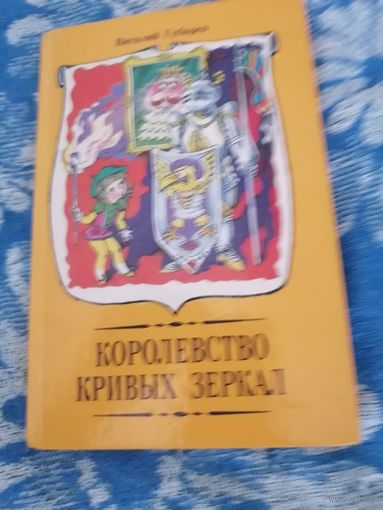 Виталий Губарев
КОРОЛЕВСТВО
КРИВЫХ ЗЕРКАЛ